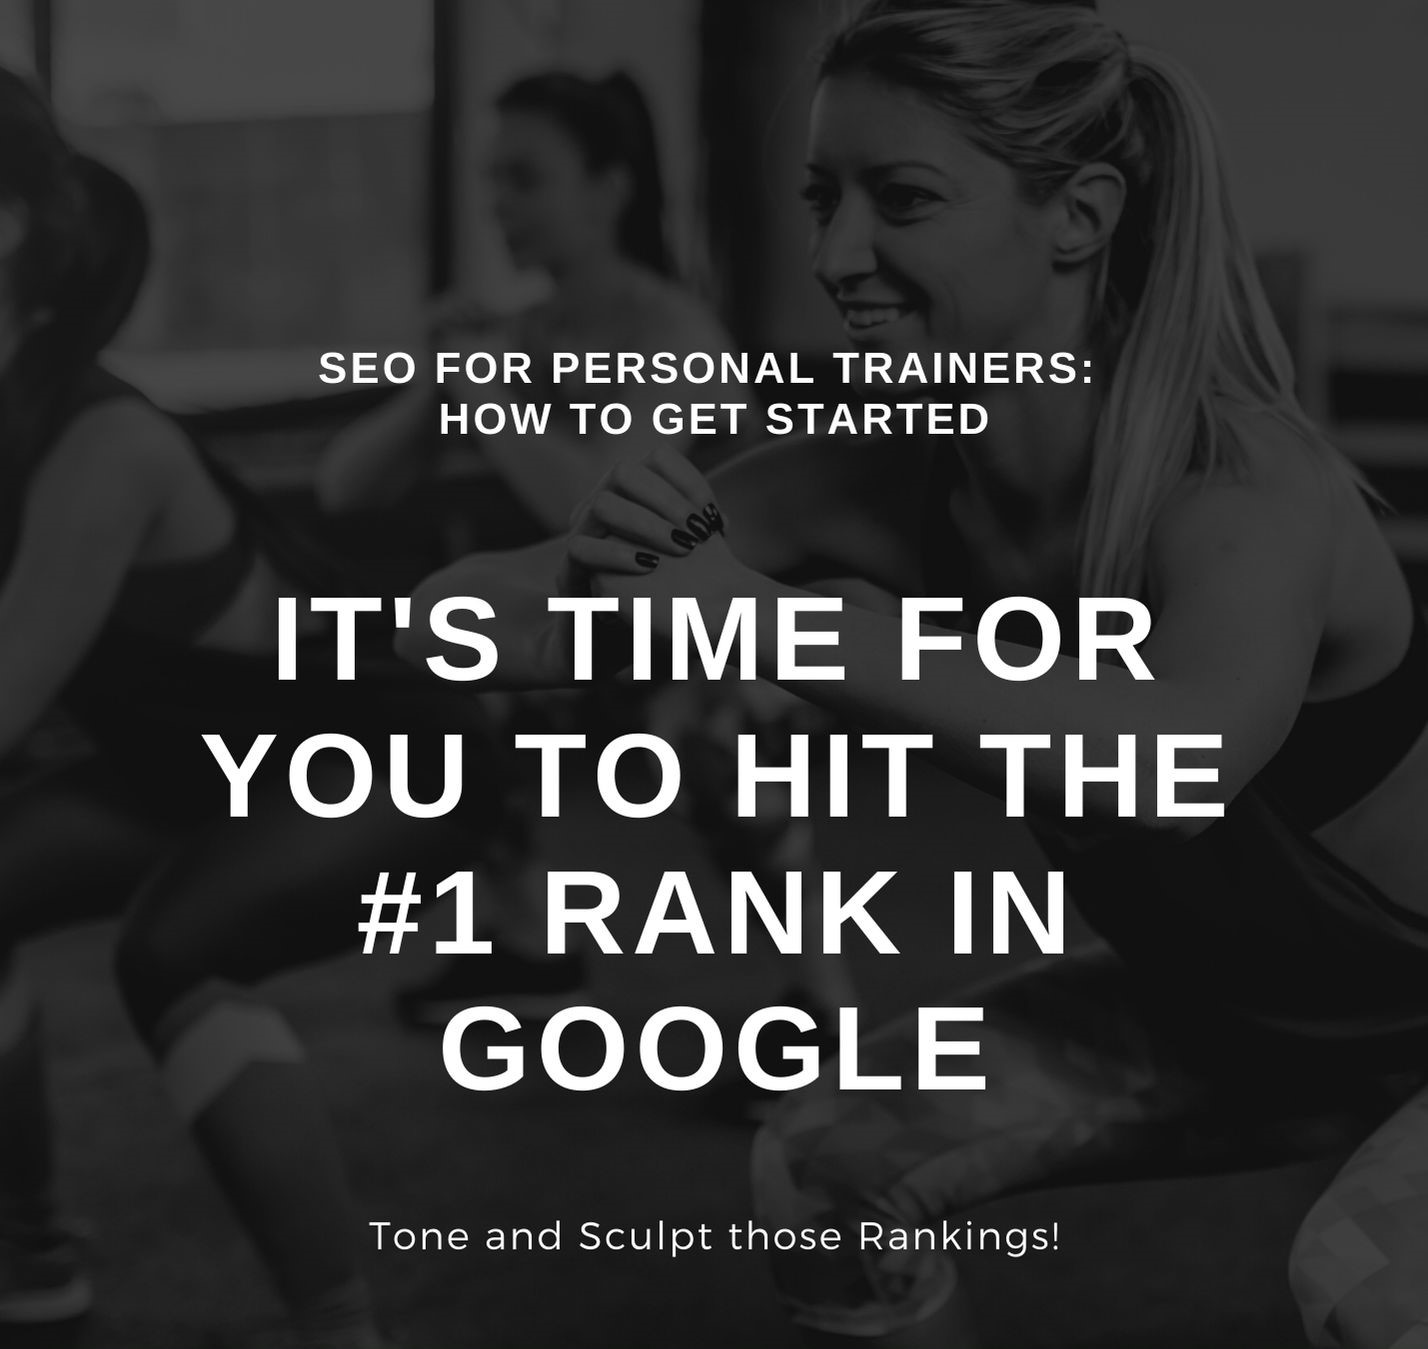 SEO FOR PERSONAL TRAINERS:
HOW TO GET STARTED
IT'S TIME FOR
YOU TO HIT THE
#1 RANK IN
GOOGLE
Tone and Sculpt those Rankings!